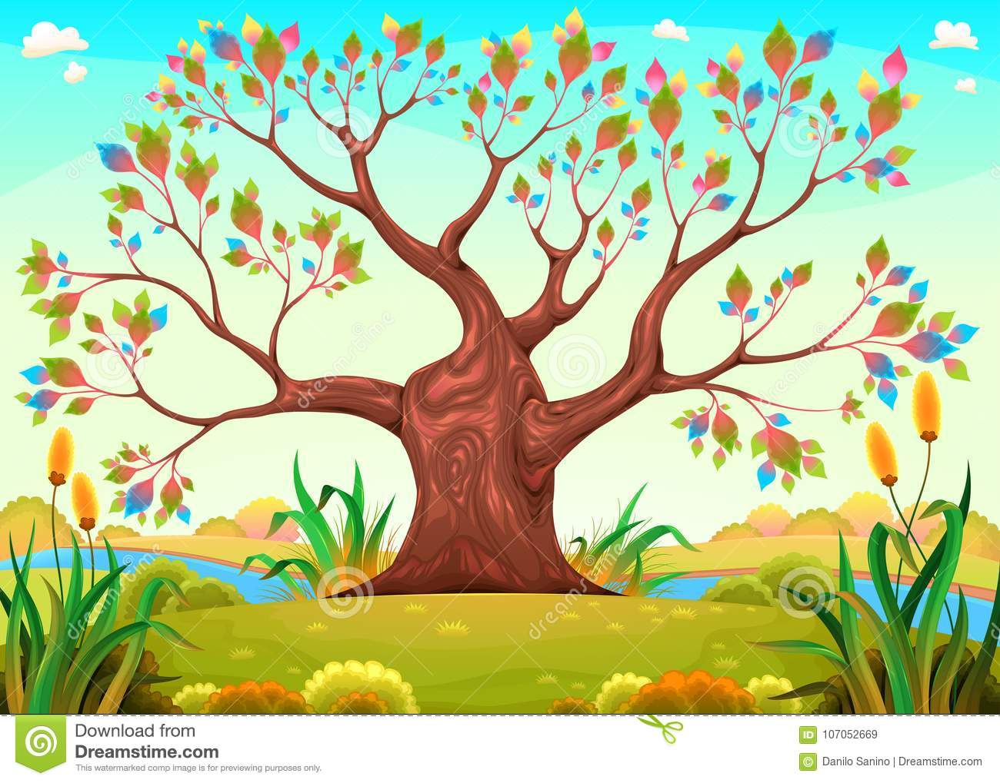 Download from
Dreamstime.com
This watermarked comp image is for previewing purposes only.
ID 107052669
© Danilo Sanino | Dreamstime.com
dreamstime